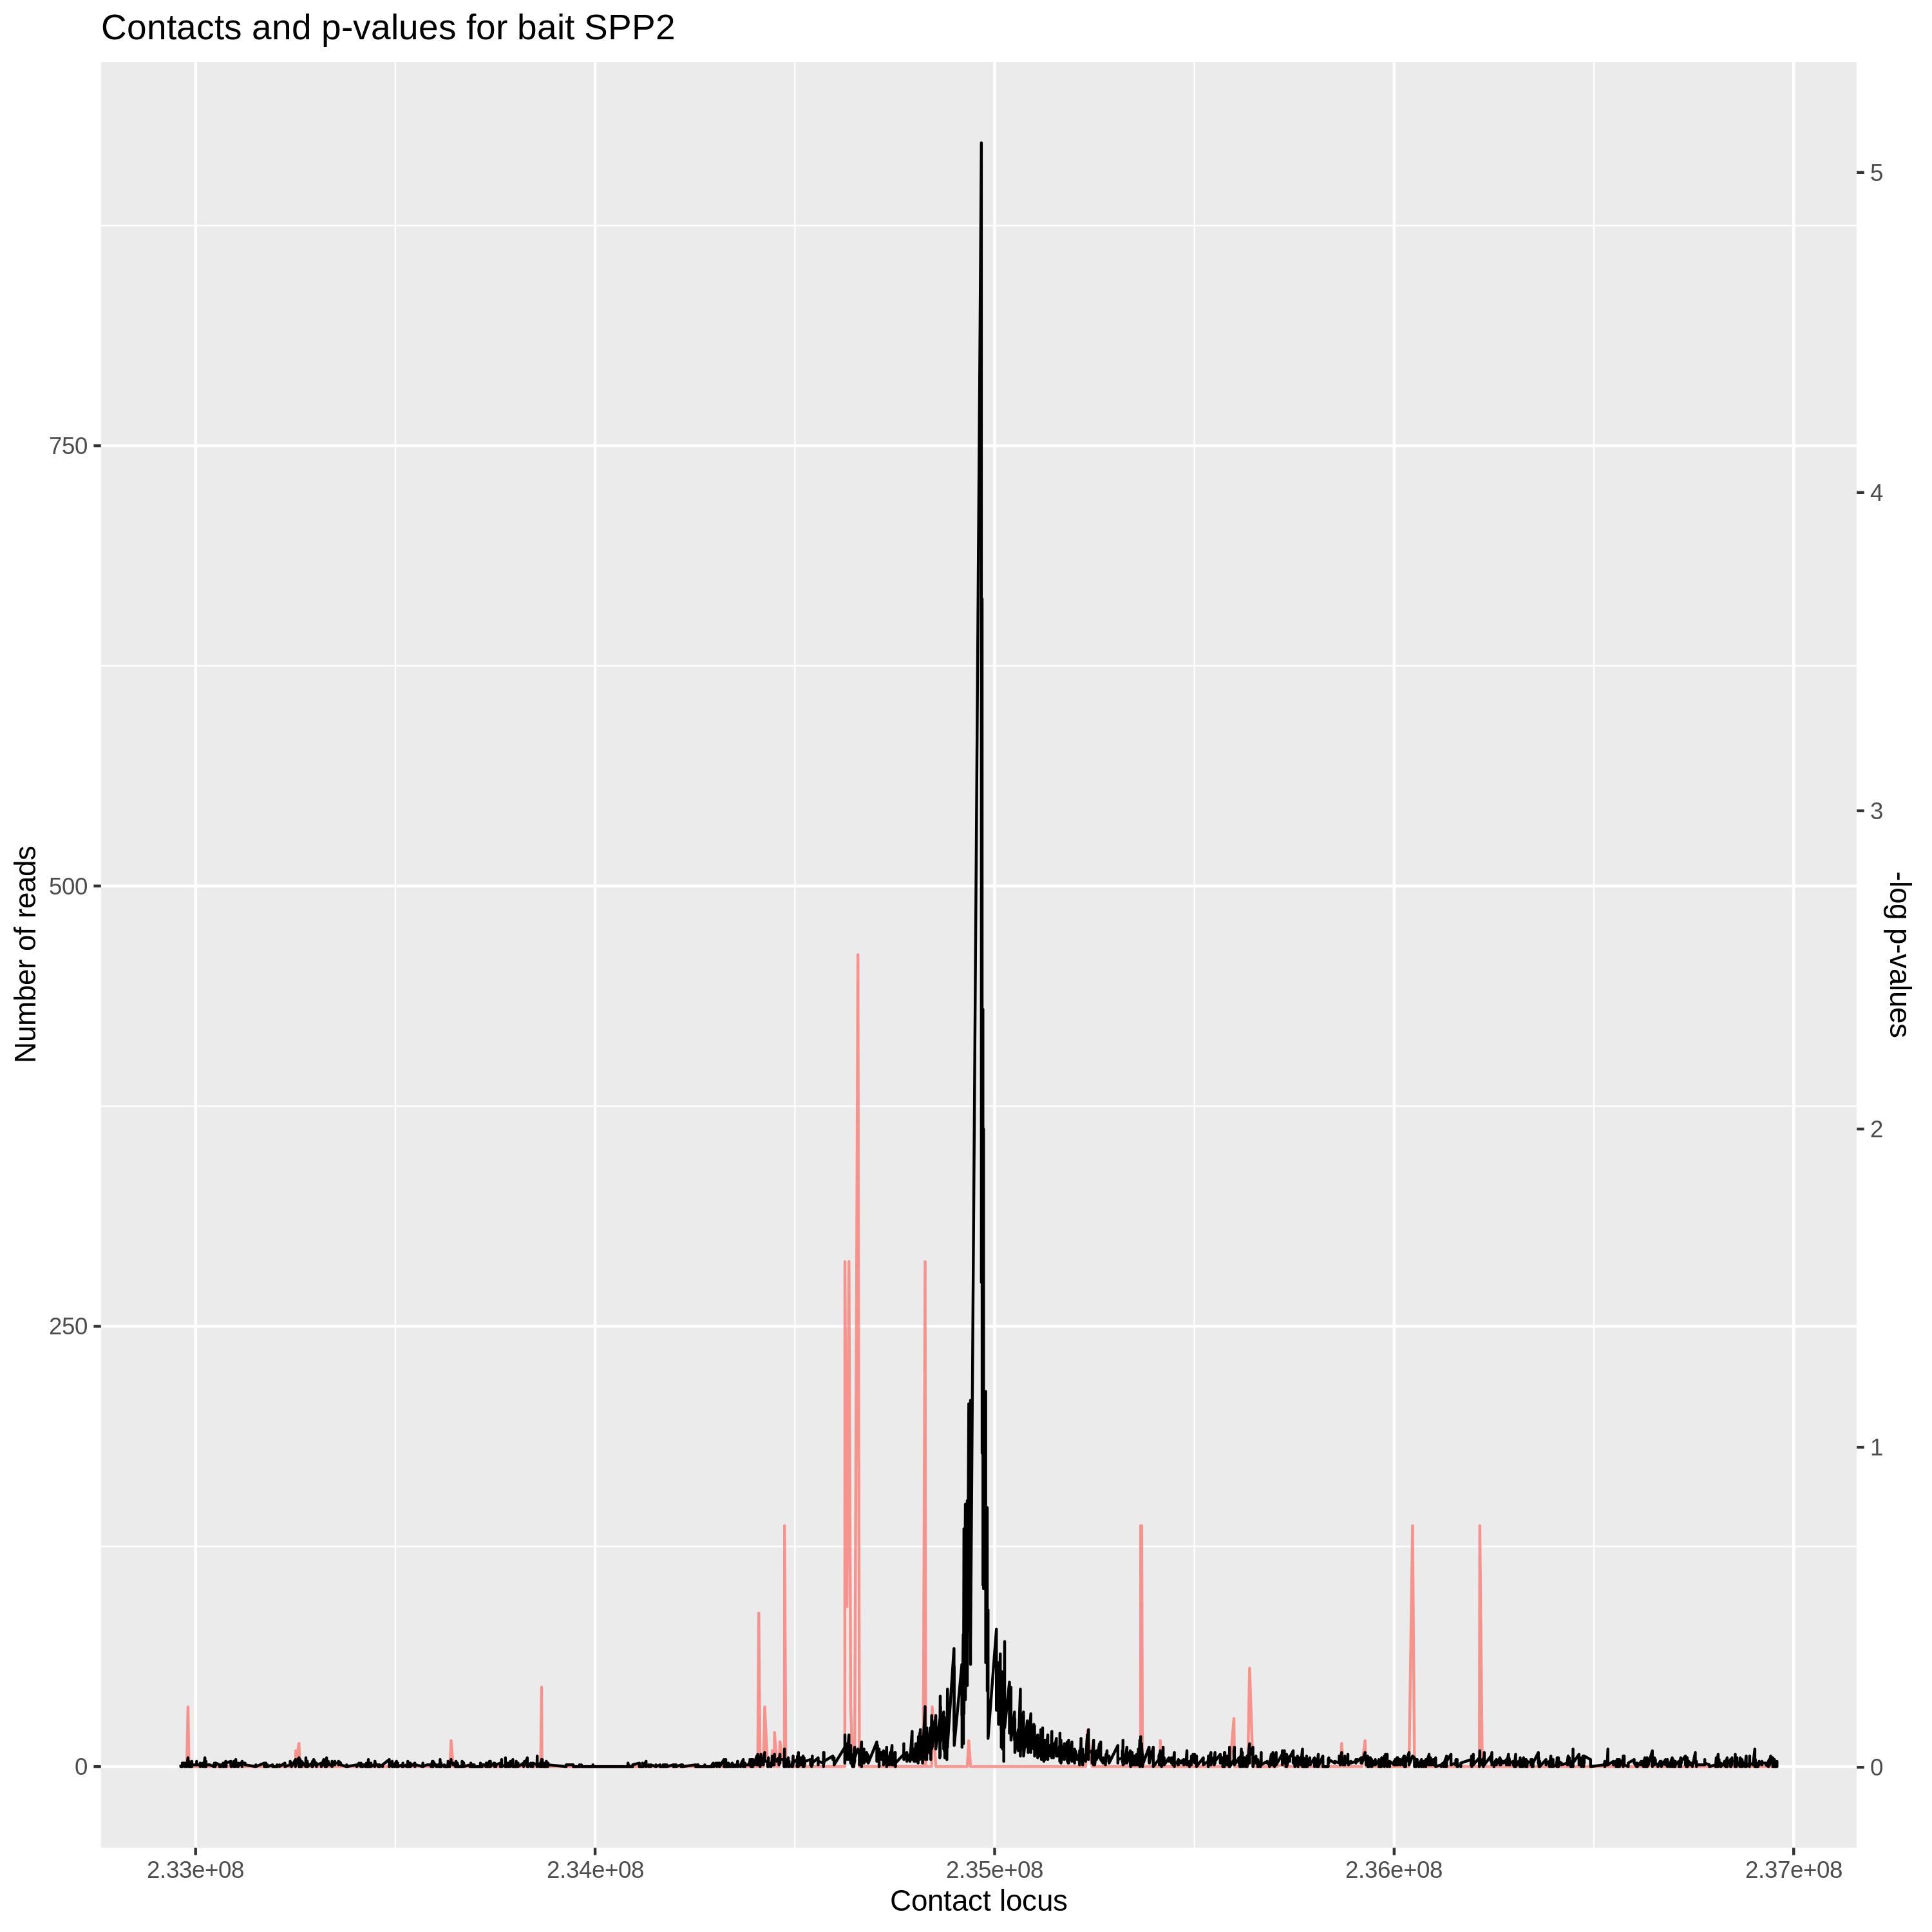 Contacts and p-values for bait SPP2
750
500
250
0
Number of reads
5
4
3
2
1
0
-log p-values
2.33e+08
2.34e+08
2.35e+08
2.36e+08
2.37e+08
Contact locus